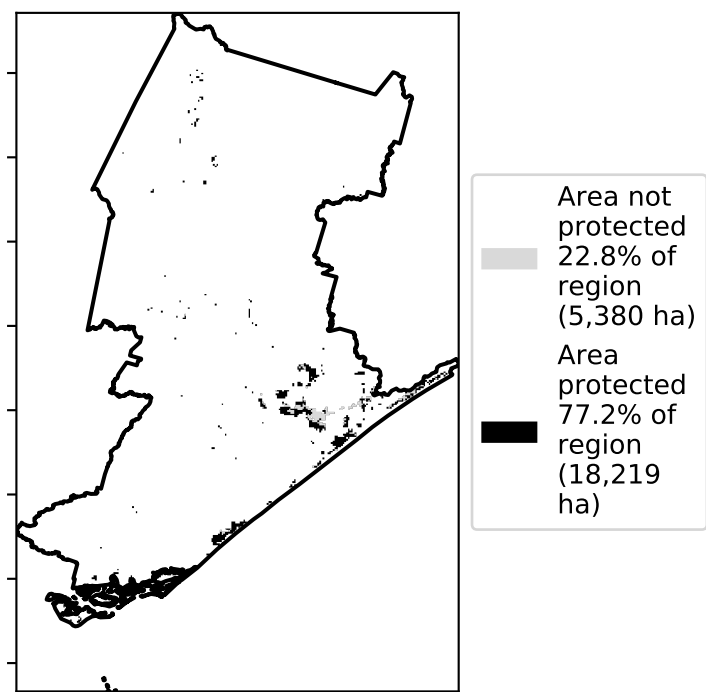 Area not
protected
22.8% of
region
(5,380 ha)
Area
protected
77.2% of
region
(18,219
ha)